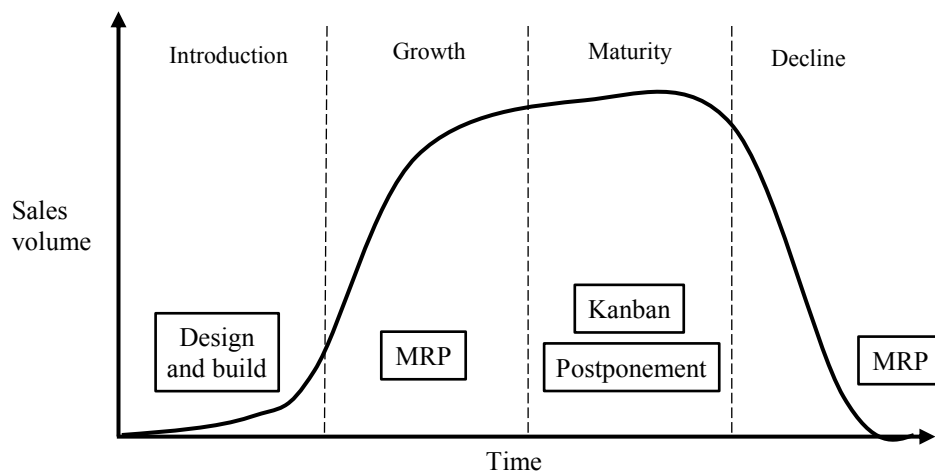 Introduction
Growth
Maturity
Decline
Sales
volume
Design
and build
MRP
Kanban
Postponement
MRP
Time